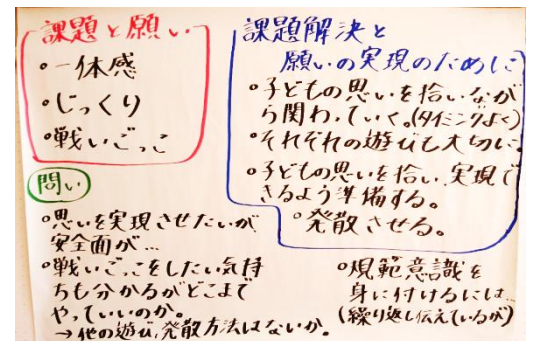 課題と願い
・一体感
・じっくり
・戦いごっこ
課題解決と
願いの実現のために
・子どもの思いを拾いなが
ら関わっていく。(タイミングよく)
・それぞれの遊びも大切に。
・子どもの思いを拾い、実現で
きるよう準備する。
・発散させる。
問い
・思いを実現させたいが
安全面が…
・戦いごっこをしたい気持
ちも分かるがどこまで
やっていいのか。
→他の遊び、発散方法はないか。
・規範意識を
身に付けるには…
(繰り返し伝えているが)